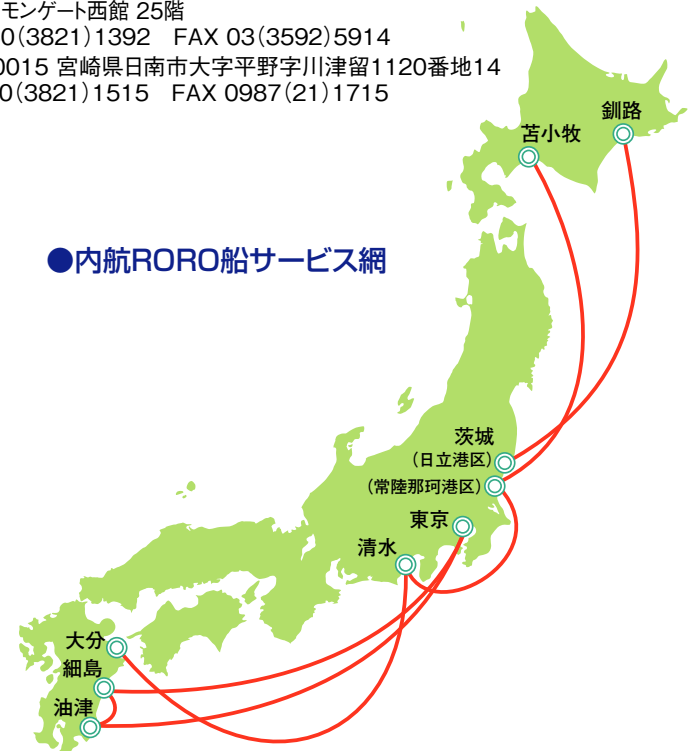 モンゲート西館 25階
0(3821)1392 FAX 03(3592)5914
0015 宮崎県日南市大字平野字川津留1120番地14
0(3821)1515 FAX 0987(21)1715
釧路
苫小牧
●内航RORO船サービス網
茨城
(日立港区)
(常陸那珂港区)
東京
清水
大分
細島
油津